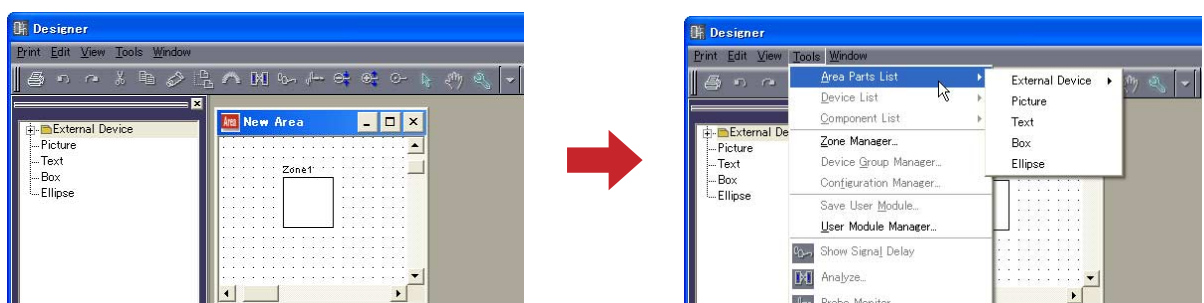 Designer
Print Edit View Tools Window
External Device
Picture
Text
Box
Ellipse
Area New Area
Zone1
Designer
Print Edit View Tools Window
External De
Picture
Text
Box
Ellipse
Area Parts List
Device List
Component List
Zone Manager...
Device Group Manager...
Configuration Manager...
Save User Module...
User Module Manager...
Show Signal Delay
Analyze...
Probe Monitor
External Device
Picture
Text
Box
Ellipse